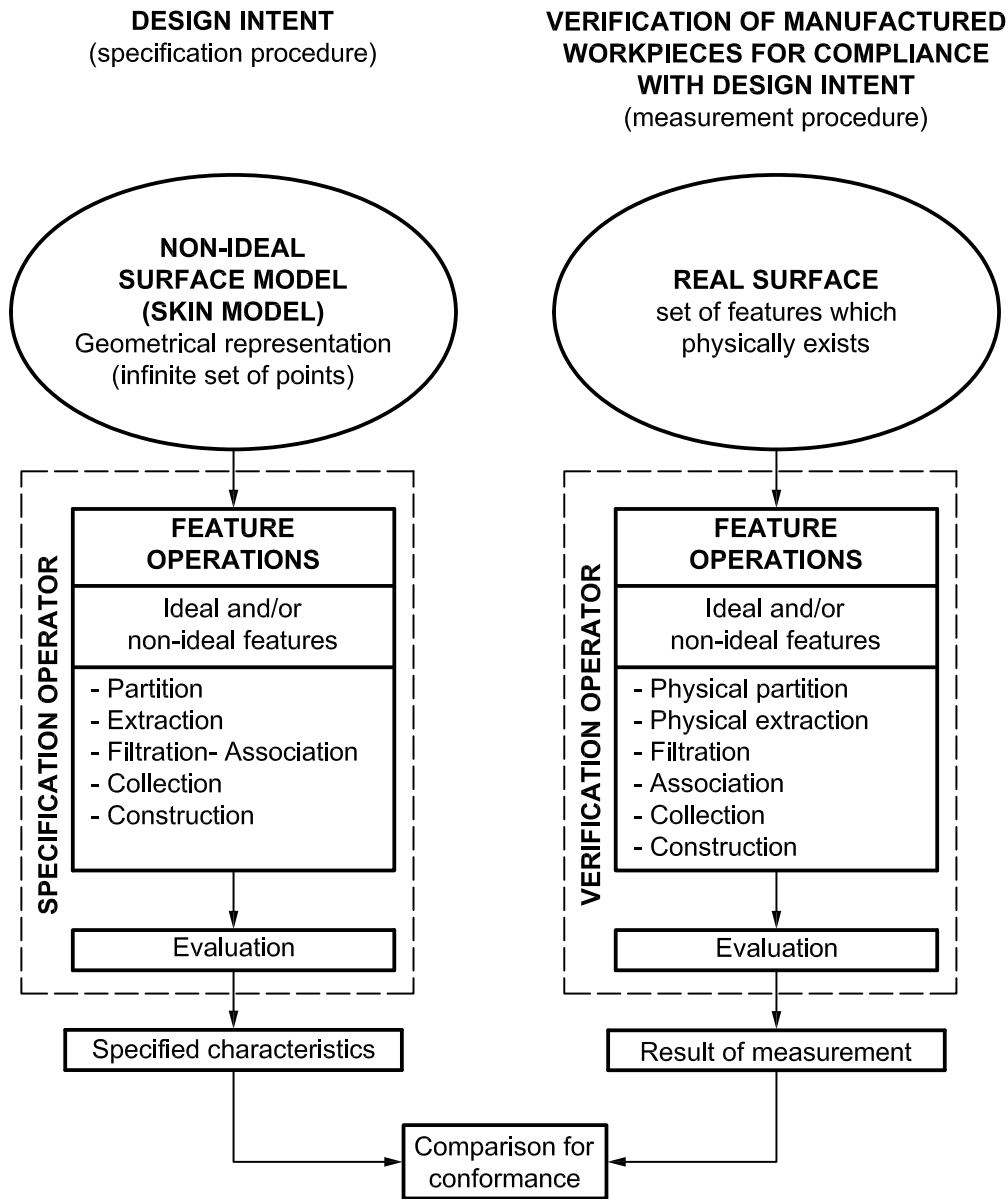 DESIGN INTENT
(specification procedure)
NON-IDEAL
SURFACE MODEL
(SKIN MODEL)
Geometrical representation
(infinite set of points)
SPECIFICATION OPERATOR
FEATURE
OPERATIONS
Ideal and/or
non-ideal features
- Partition
- Extraction
- Filtration- Association
- Collection
- Construction
Evaluation
Specified characteristics
VERIFICATION OF MANUFACTURED
WORKPIECES FOR COMPLIANCE
WITH DESIGN INTENT
(measurement procedure)
REAL SURFACE
set of features which
physically exists
VERIFICATION OPERATOR
FEATURE
OPERATIONS
Ideal and/or
non-ideal features
- Physical partition
- Physical extraction
- Filtration
- Association
- Collection
- Construction
Evaluation
Result of measurement
Comparison for
conformance